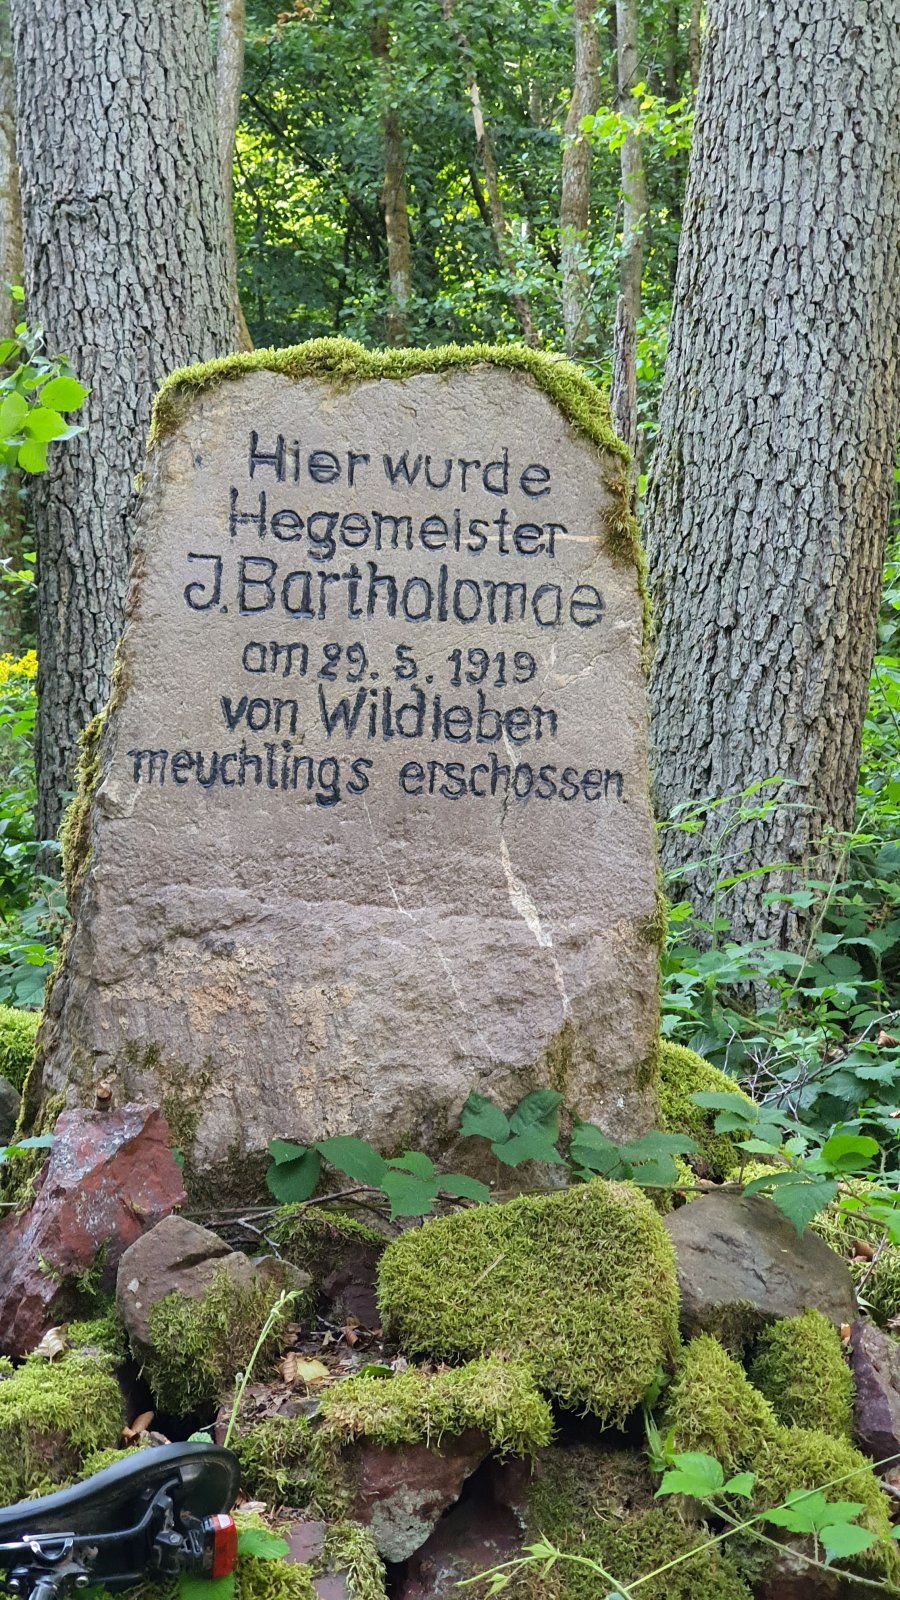 Hier wurde
Hegemeister
J. Bartholomae
am 29. 5. 1919
von Wildleben
meuchlings erschossen